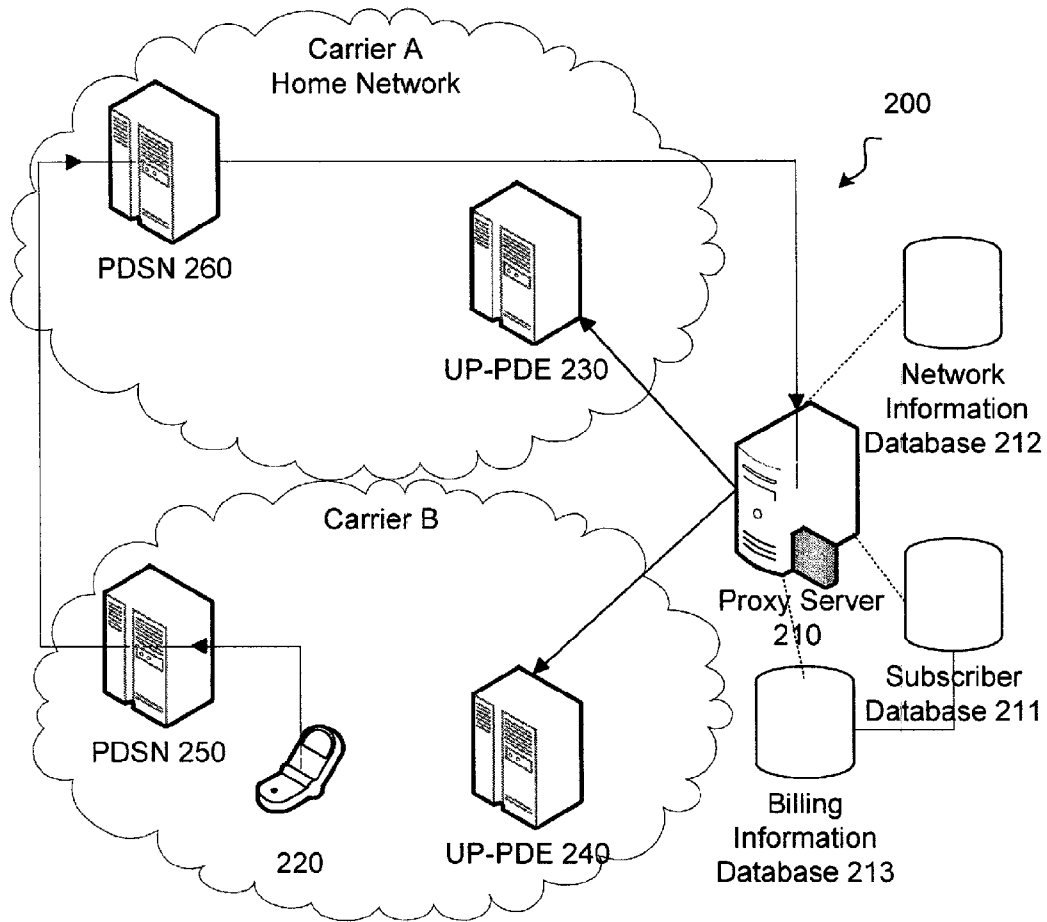 Carrier A
Home Network
200
PDSN 260
UP-PDE 230
Network
Information
Database 212
Carrier B
Proxy Server
210
Subscriber
Database 211
PDSN 250
220
UP-PDE 240
Billing
Information
Database 213